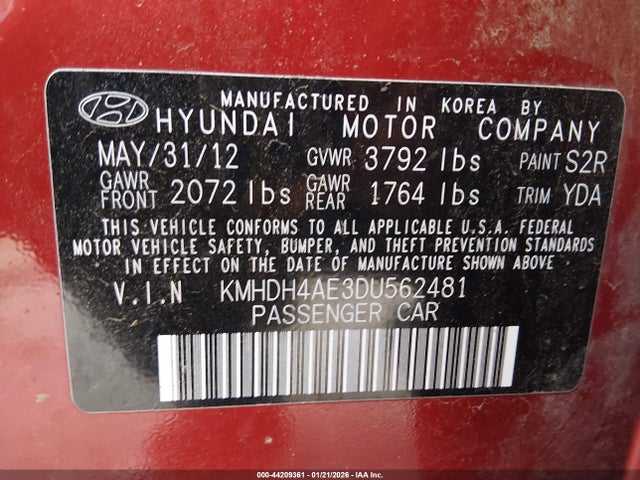 MANUFACTURED IN KOREA BY
HYUNDAI MOTOR COMPANY
MAY/31/12 GVWR 3792 lbs PAINT S2R
GAWR FRONT 2072 lbs GAWR REAR 1764 lbs TRIM YDA
THIS VEHICLE CONFORMS TO ALL APPLICABLE U.S.A. FEDERAL
MOTOR VEHICLE SAFETY, BUMPER, AND THEFT PREVENTION STANDARDS
IN EFFECT ON THE DATE OF MANUFACTURE SHOWN ABOVE
V.I.N KMHDH4AE3DU562481
PASSENGER CAR
000-44209361 - 01/21/2026 - IAA Inc.